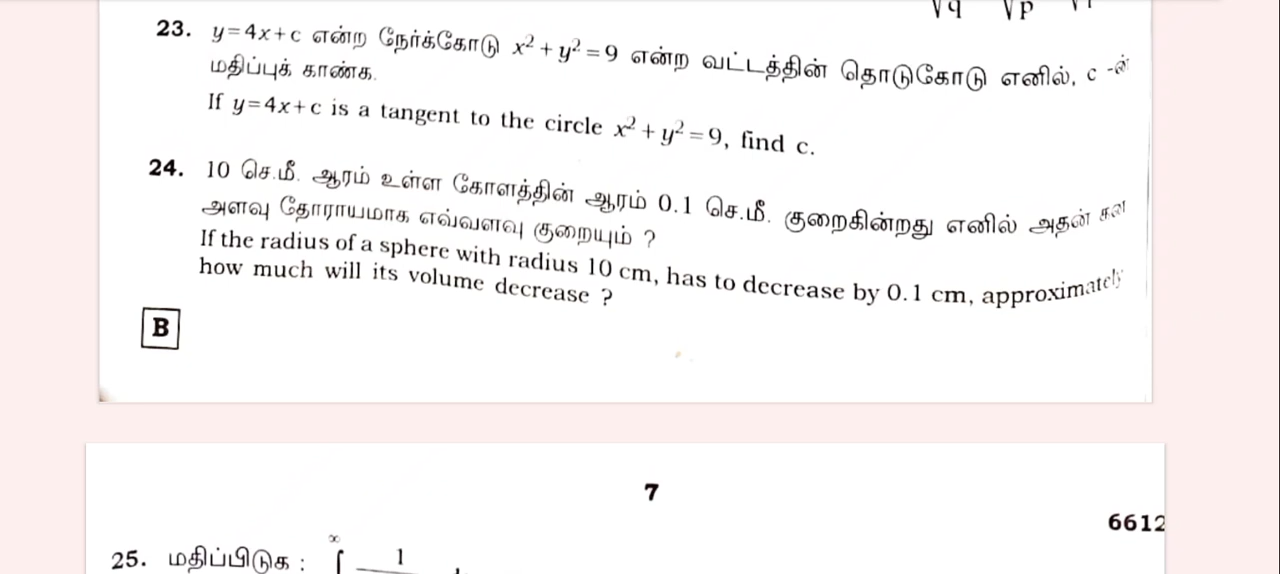 √q √p
23. y=4x+c என்ற நேர்க்கோடு x² + y² = 9 என்ற வட்டத்தின் தொடுகோடு எனில், c -ன்
மதிப்புக் காண்க.
If y=4x+c is a tangent to the circle x² + y² = 9, find c.
24. 10 செ.மீ. ஆரம் உள்ள கோளத்தின் ஆரம் 0.1 செ.மீ. குறைகின்றது எனில் அதன் கன
அளவு தோராயமாக எவ்வளவு குறையும் ?
If the radius of a sphere with radius 10 cm, has to decrease by 0.1 cm, approximately
how much will its volume decrease ?
B
7
6612
25. மதிப்பிடுக : ∞ ∫ 1